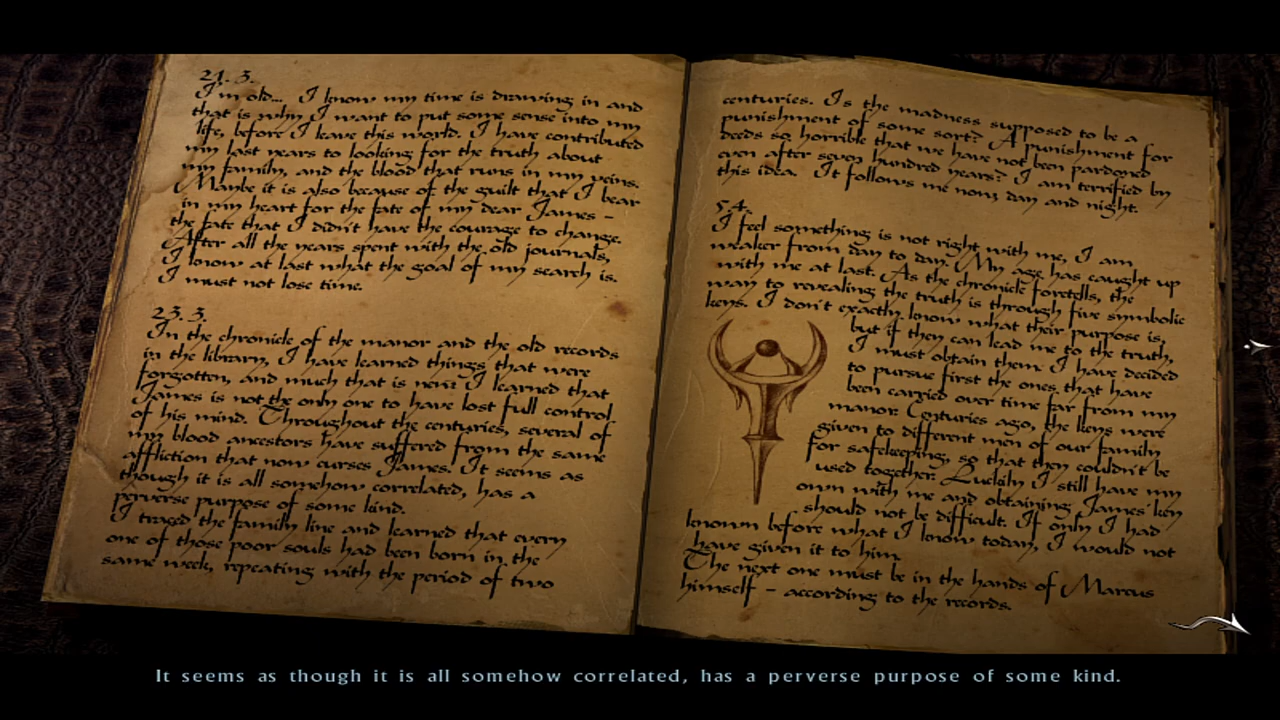 21. 3.
I'm old... I know my time is drawing in and
that is why I want to put some sense into my
life, before I leave this world. I have contributed
my last years to looking for the truth about
my family, and the blood that runs in my veins.
Maybe it is also because of the guilt that I bear
in my heart for the fate of my dear James -
the fate that I didn't have the courage to change.
After all the years spent with the old journals,
I know at last what the goal of my search is.
I must not lose time.
23. 3.
In the chronicle of the manor and the old records
in the library, I have learned things that were
forgotten, and much that is new. I learned that
James is not the only one to have lost full control
of his mind. Throughout the centuries, several of
my blood ancestors have suffered from the same
affliction that now curses James. It seems as
though it is all somehow correlated, has a
perverse purpose of some kind.
I traced the family line and learned that every
one of those poor souls had been born in the
same week, repeating with the period of two
centuries. Is the madness supposed to be a
punishment of some sort? A punishment for
deeds so horrible that we have not been pardoned
even after seven hundred years? I am terrified by
this idea. It follows me now, day and night.
5.4.
I feel something is not right with me, I am
weaker from day to day. My age has caught up
with me at last. As the chronicle foretells, the
way to revealing the truth is through five symbolic
keys. I don't exactly know what their purpose is,
but if they can lead me to the truth,
I must obtain them. I have decided
to pursue first the ones that have
been carried over time far from my
manor. Centuries ago, the keys were
given to different men of our family
for safekeeping, so that they couldn't be
used together. Luckily I still have my
own with me and obtaining James' key
should not be difficult. If only I had
known before what I know today, I would not
have given it to him.
The next one must be in the hands of Marcus
himself - according to the records.
It seems as though it is all somehow correlated, has a perverse purpose of some kind.